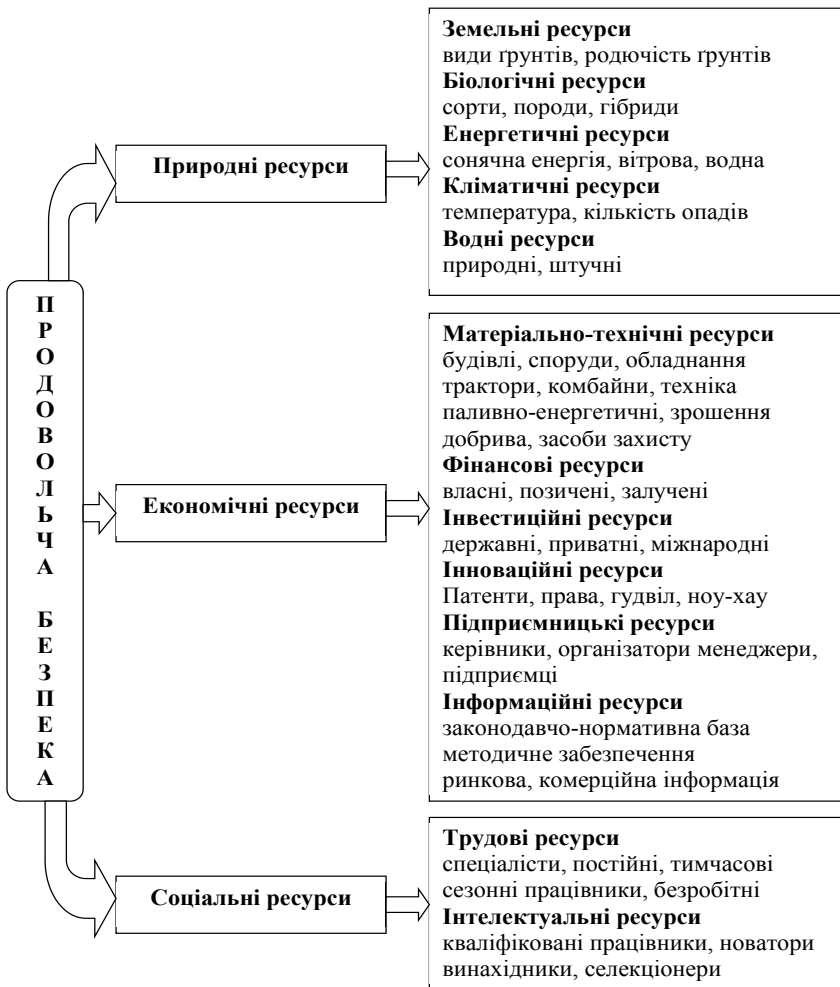 ПРОДОВОЛЬЧА БЕЗПЕКА
Природні ресурси
Земельні ресурси
види ґрунтів, родючість ґрунтів
Біологічні ресурси
сорти, породи, гібриди
Енергетичні ресурси
сонячна енергія, вітрова, водна
Кліматичні ресурси
температура, кількість опадів
Водні ресурси
природні, штучні
Економічні ресурси
Матеріально-технічні ресурси
будівлі, споруди, обладнання
трактори, комбайни, техніка
паливно-енергетичні, зрошення
добрива, засоби захисту
Фінансові ресурси
власні, позичені, залучені
Інвестиційні ресурси
державні, приватні, міжнародні
Інноваційні ресурси
Патенти, права, гудвіл, ноу-хау
Підприємницькі ресурси
керівники, організатори менеджери,
підприємці
Інформаційні ресурси
законодавчо-нормативна база
методичне забезпечення
ринкова, комерційна інформація
Соціальні ресурси
Трудові ресурси
спеціалісти, постійні, тимчасові
сезонні працівники, безробітні
Інтелектуальні ресурси
кваліфіковані працівники, новатори
винахідники, селекціонери